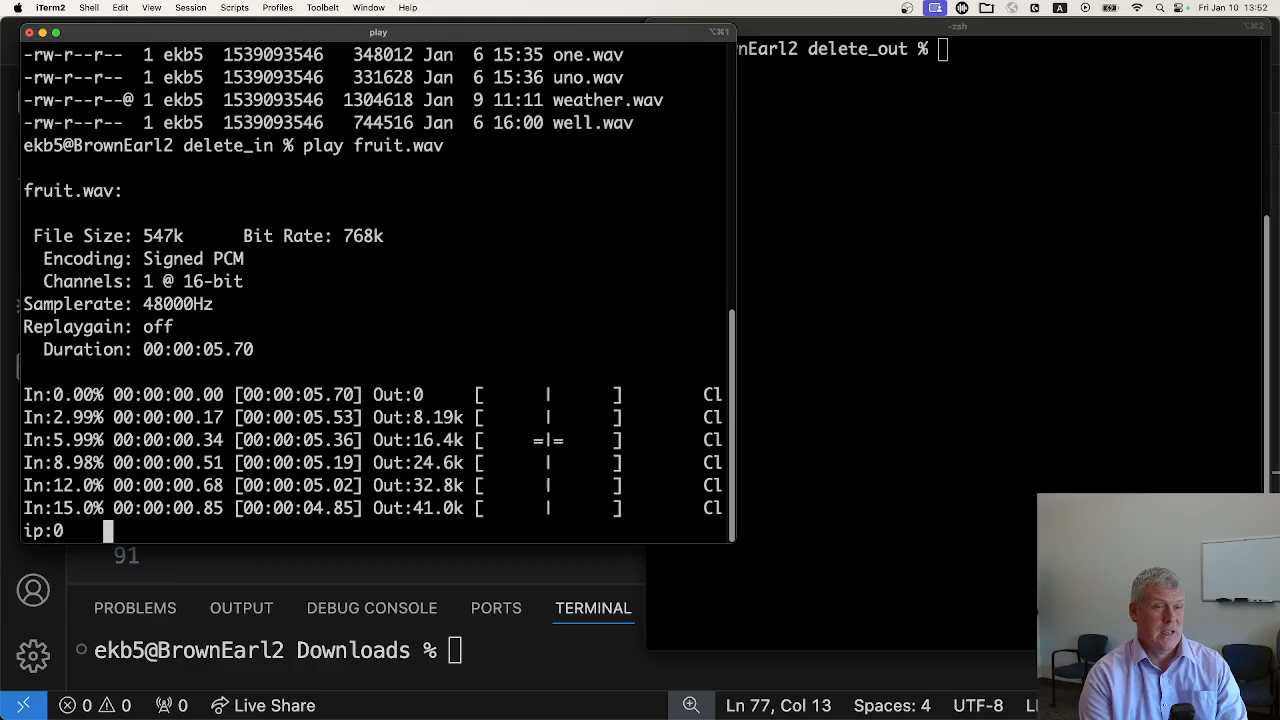 iTerm2 Shell Edit View Session Scripts Profiles Toolbelt Window Help
A Fri Jan 10 13:52
play ⌥⌘1
-rw-r--r-- 1 ekb5 1539093546 348012 Jan 6 15:35 one.wav
-rw-r--r-- 1 ekb5 1539093546 331628 Jan 6 15:36 uno.wav
-rw-r--r--@ 1 ekb5 1539093546 1304618 Jan 9 11:11 weather.wav
-rw-r--r-- 1 ekb5 1539093546 744516 Jan 6 16:00 well.wav
ekb5@BrownEarl2 delete_in % play fruit.wav
fruit.wav:
File Size: 547k Bit Rate: 768k
Encoding: Signed PCM
Channels: 1 @ 16-bit
Samplerate: 48000Hz
Replaygain: off
Duration: 00:00:05.70
In:0.00% 00:00:00.00 [00:00:05.70] Out:0 [ | ] Cl
In:2.99% 00:00:00.17 [00:00:05.53] Out:8.19k [ | ] Cl
In:5.99% 00:00:00.34 [00:00:05.36] Out:16.4k [ =|= ] Cl
In:8.98% 00:00:00.51 [00:00:05.19] Out:24.6k [ | ] Cl
In:12.0% 00:00:00.68 [00:00:05.02] Out:32.8k [ | ] Cl
In:15.0% 00:00:00.85 [00:00:04.85] Out:41.0k [ | ] Cl
ip:0
-zsh ⌥⌘2
nEarl2 delete_out %
91
PROBLEMS OUTPUT DEBUG CONSOLE PORTS TERMINAL
ekb5@BrownEarl2 Downloads %
0 0 0 Live Share Ln 77, Col 13 Spaces: 4 UTF-8